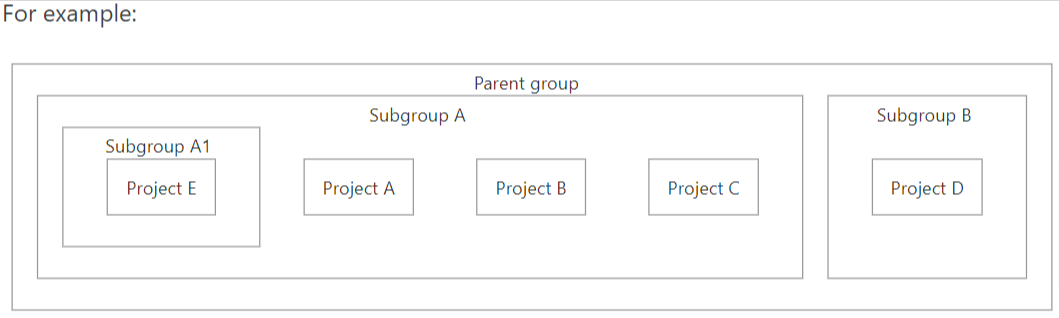 For example:
Parent group
Subgroup A
Subgroup B
Subgroup A1
Project E
Project A
Project B
Project C
Project D